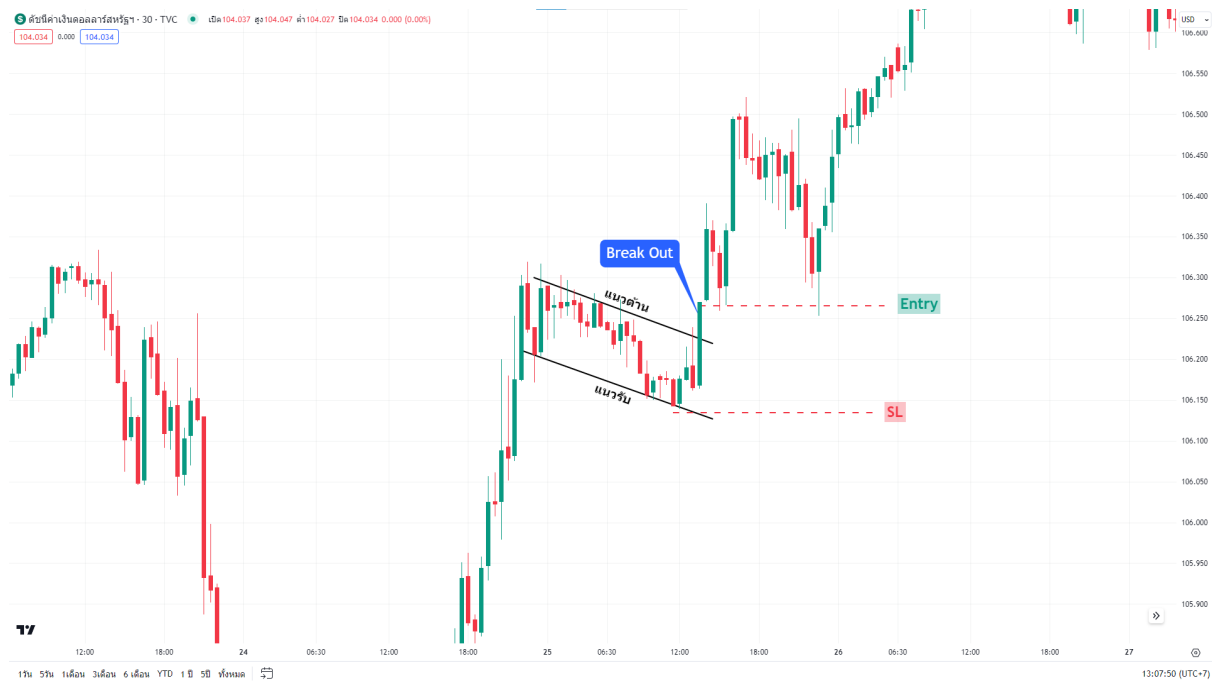 S ดัชนีค่าเงินดอลลาร์สหรัฐฯ · 30 · TVC เปิด104.037 สูง104.047 ต่ำ104.027 ปิด104.034 0.000 (0.00%)
104.034 0.000 104.034
USD
106.600
106.550
106.500
106.450
106.400
106.350
106.300
106.250
106.200
106.150
106.100
106.050
106.000
105.950
105.900
Break Out
แนวต้าน
Entry
แนวรับ
SL
12:00 18:00 24 06:30 12:00 18:00 25 06:30 12:00 18:00 26 06:30 12:00 18:00 27
1วัน 5วัน 1เดือน 3เดือน 6 เดือน YTD 1 ปี 5ปี ทั้งหมด 13:07:50 (UTC+7)